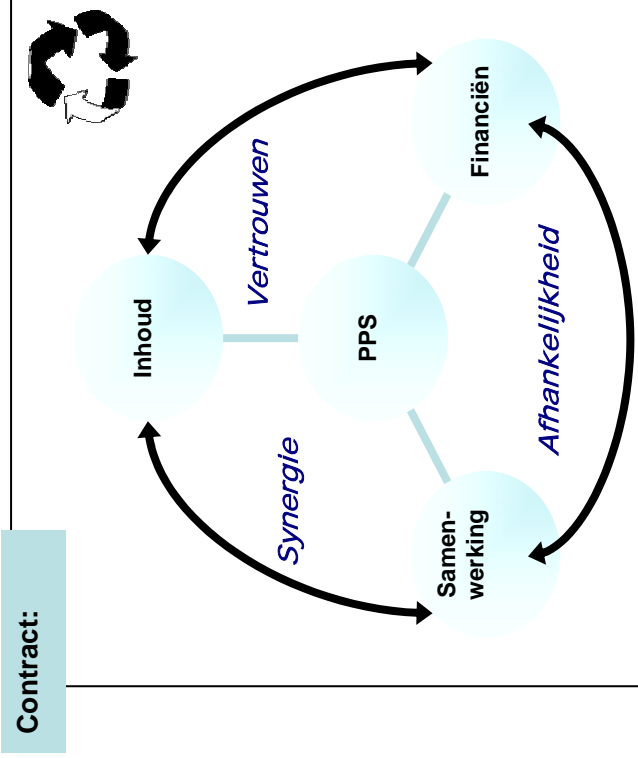 Contract:
Inhoud
Synergie
Vertrouwen
PPS
Samen-
werking
Financiën
Afhankelijkheid